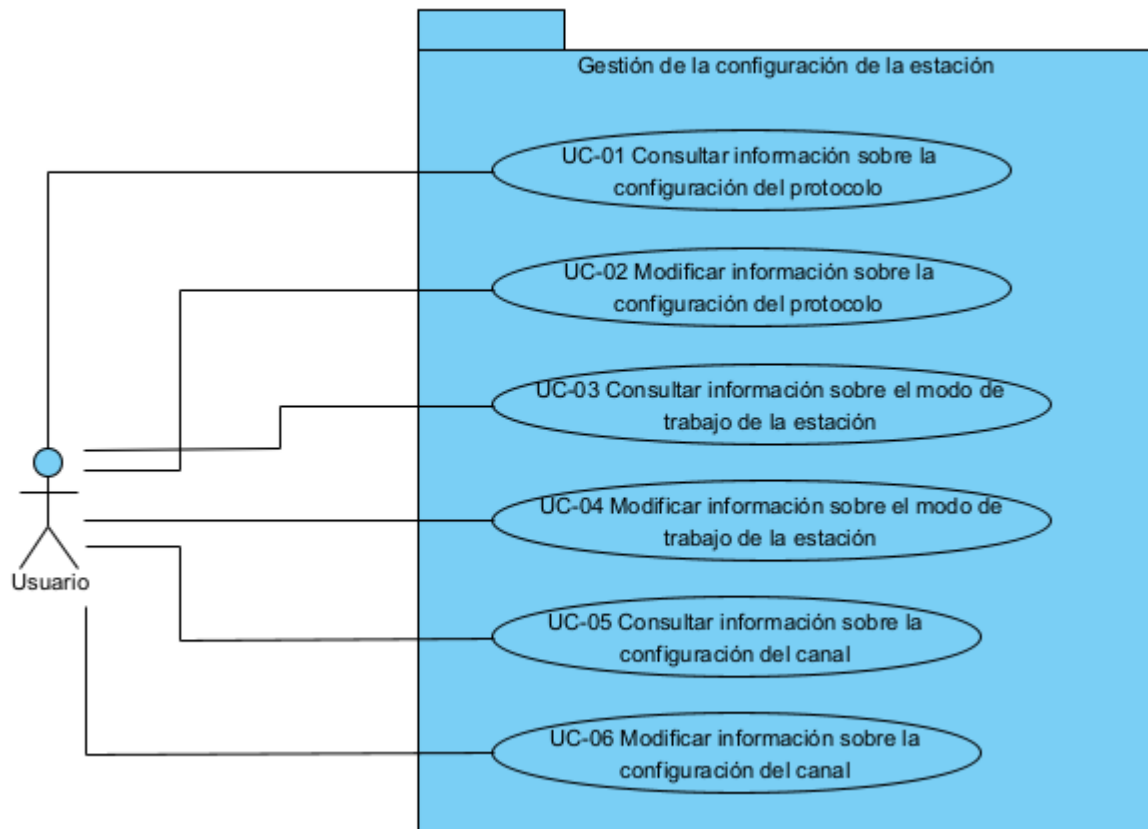 Gestión de la configuración de la estación
UC-01 Consultar información sobre la
configuración del protocolo
UC-02 Modificar información sobre la
configuración del protocolo
UC-03 Consultar información sobre el modo de
trabajo de la estación
UC-04 Modificar información sobre el modo de
trabajo de la estación
Usuario
UC-05 Consultar información sobre la
configuración del canal
UC-06 Modificar información sobre la
configuración del canal